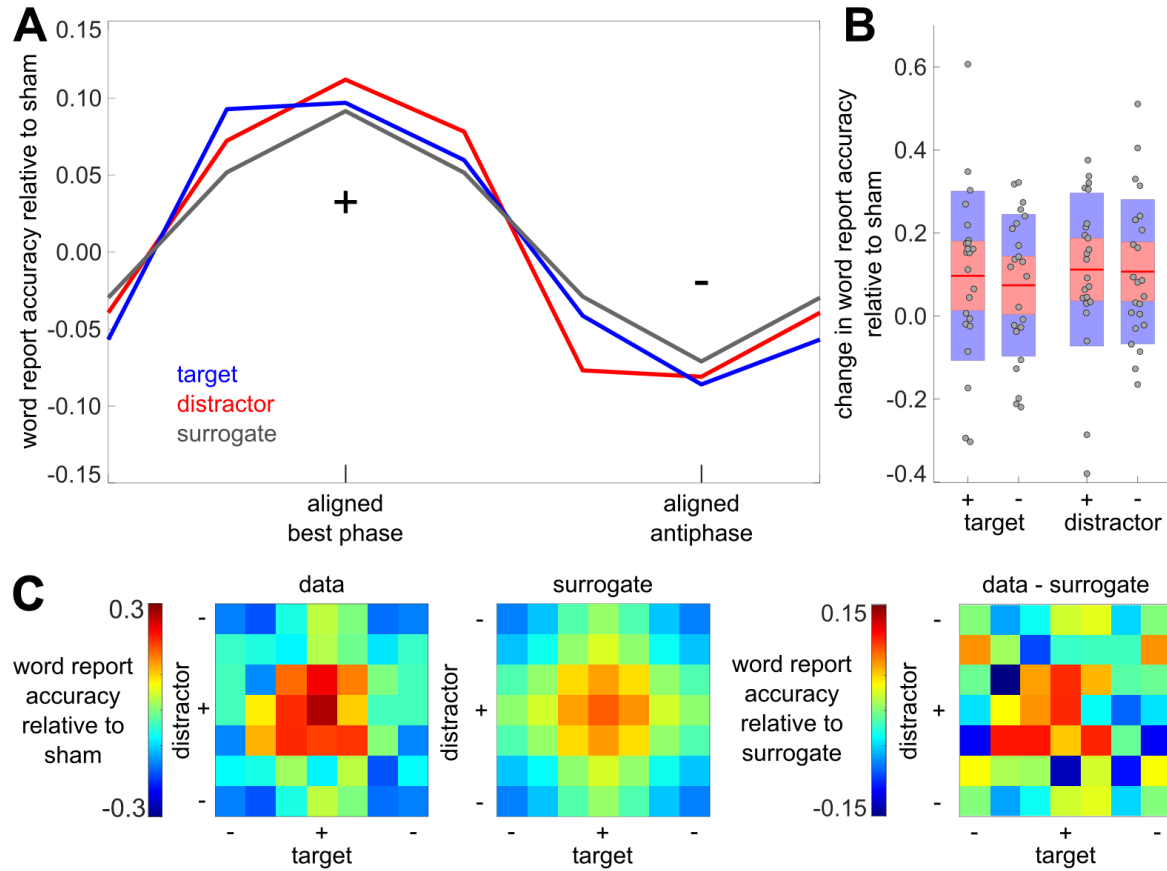 A
word report accuracy relative to sham
0.15
0.10
0.05
0.00
-0.05
-0.10
-0.15
+
-
target
distractor
surrogate
aligned
best phase
aligned
antiphase
B
change in word report accuracy
relative to sham
0.6
0.4
0.2
0.0
-0.2
-0.4
+ - + -
target distractor
C
word report
accuracy
relative to
sham
0.3
-0.3
data
distractor
-
+
-
- + -
target
surrogate
distractor
-
+
-
- + -
target
word report
accuracy
relative to
surrogate
0.15
-0.15
data - surrogate
distractor
-
+
-
- + -
target